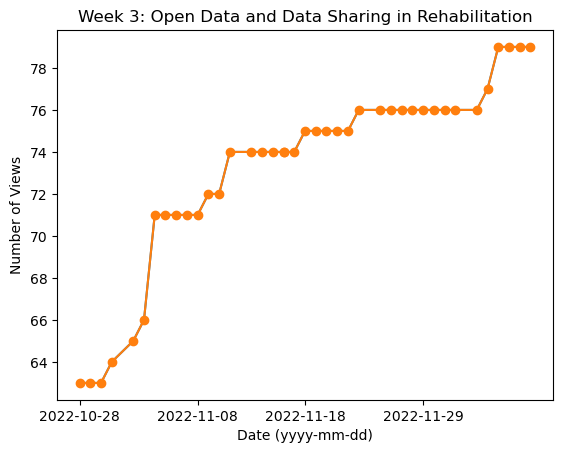 Week 3: Open Data and Data Sharing in Rehabilitation
78
76
74
72
70
68
66
64
Number of Views
2022-10-28 2022-11-08 2022-11-18 2022-11-29
Date (yyyy-mm-dd)